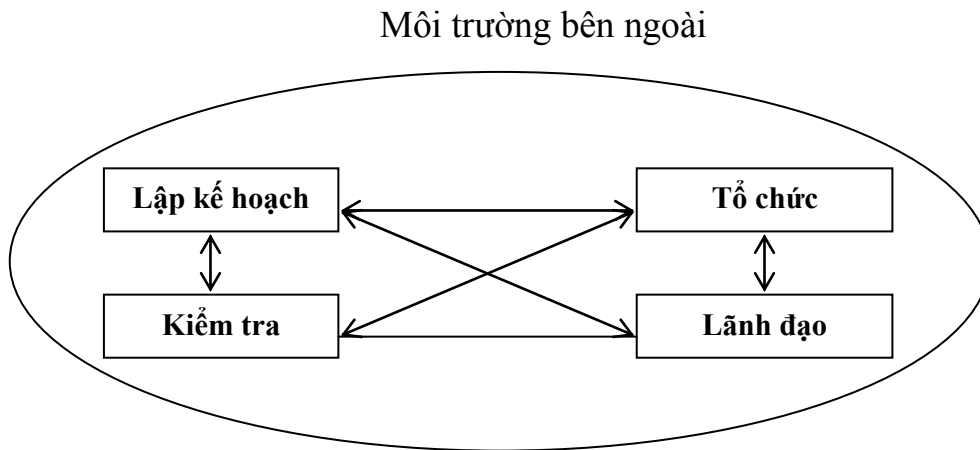 Môi trường bên ngoài
Lập kế hoạch
Tổ chức
Kiểm tra
Lãnh đạo